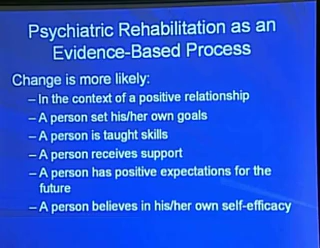 Psychiatric Rehabilitation as an
Evidence-Based Process
Change is more likely:
– In the context of a positive relationship
– A person set his/her own goals
– A person is taught skills
– A person receives support
– A person has positive expectations for the
future
– A person believes in his/her own self-efficacy